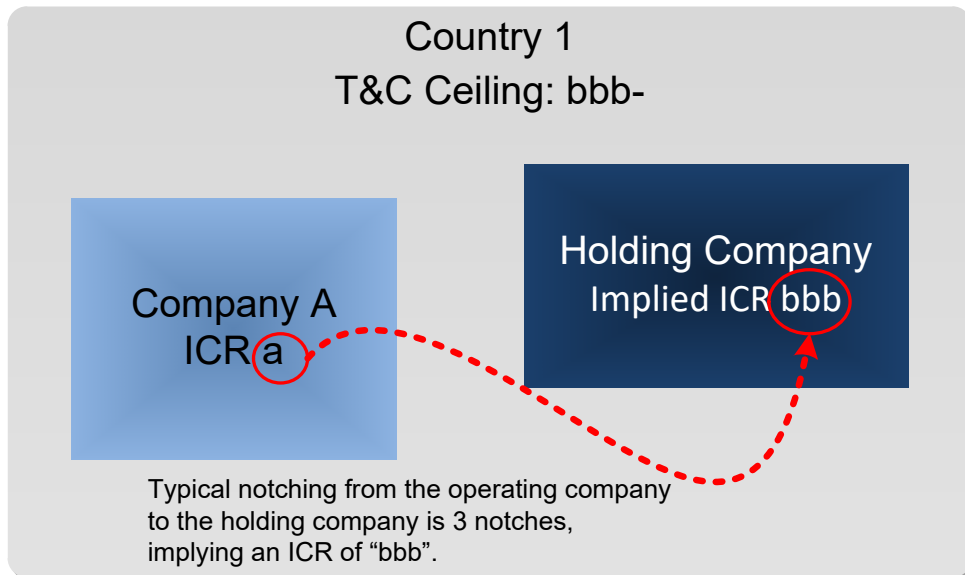 Country 1
T&C Ceiling: bbb-
Holding Company
Implied ICR bbb
Company A
ICR a
Typical notching from the operating company
to the holding company is 3 notches,
implying an ICR of “bbb”.